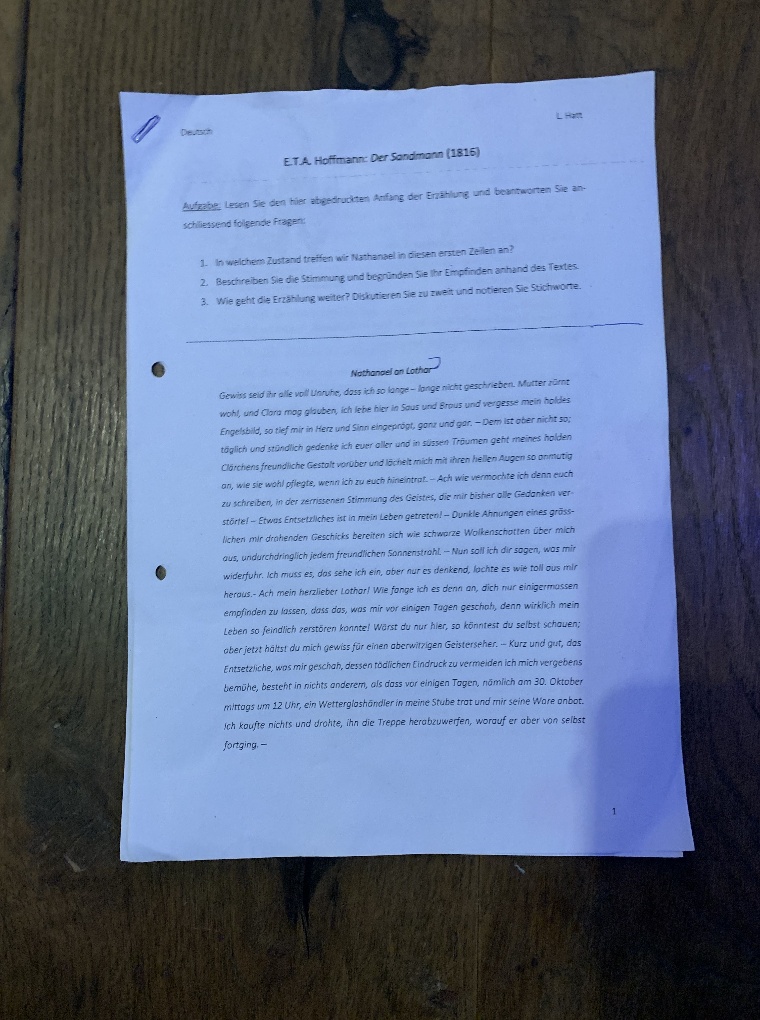 Deutsch
L. Hatt
E.T.A. Hoffmann: Der Sandmann (1816)
Aufgabe: Lesen Sie den hier abgedruckten Anfang der Erzählung und beantworten Sie an-
schliessend folgende Fragen:
1. In welchem Zustand treffen wir Nathanael in diesen ersten Zeilen an?
2. Beschreiben Sie die Stimmung und begründen Sie Ihr Empfinden anhand des Textes.
3. Wie geht die Erzählung weiter? Diskutieren Sie zu zweit und notieren Sie Stichworte.
Nathanael an Lothar
Gewiss seid ihr alle voll Unruhe, dass ich so lange – lange nicht geschrieben. Mutter zürnt
wohl, und Clara mag glauben, ich lebe hier in Saus und Braus und vergesse mein holdes
Engelsbild, so tief mir in Herz und Sinn eingeprägt, ganz und gar. – Dem ist aber nicht so;
täglich und stündlich gedenke ich euer aller und in süssen Träumen geht meines holden
Clärchens freundliche Gestalt vorüber und lächelt mich mit ihren hellen Augen so anmutig
an, wie sie wohl pflegte, wenn ich zu euch hineintrat. – Ach wie vermochte ich denn euch
zu schreiben, in der zerrissenen Stimmung des Geistes, die mir bisher alle Gedanken ver-
störte! – Etwas Entsetzliches ist in mein Leben getreten! – Dunkle Ahnungen eines gräss-
lichen mir drohenden Geschicks bereiten sich wie schwarze Wolkenschatten über mich
aus, undurchdringlich jedem freundlichen Sonnenstrahl. – Nun soll ich dir sagen, was mir
widerfuhr. Ich muss es, das sehe ich ein, aber nur es denkend, lachte es wie toll aus mir
heraus.- Ach mein herzlieber Lothar! Wie fange ich es denn an, dich nur einigermassen
empfinden zu lassen, dass das, was mir vor einigen Tagen geschah, denn wirklich mein
Leben so feindlich zerstören konnte! Wärst du nur hier, so könntest du selbst schauen;
aber jetzt hältst du mich gewiss für einen aberwitzigen Geisterseher. – Kurz und gut, das
Entsetzliche, was mir geschah, dessen tödlichen Eindruck zu vermeiden ich mich vergebens
bemühe, besteht in nichts anderem, als dass vor einigen Tagen, nämlich am 30. Oktober
mittags um 12 Uhr, ein Wetterglashändler in meine Stube trat und mir seine Ware anbot.
Ich kaufte nichts und drohte, ihn die Treppe herabzuwerfen, worauf er aber von selbst
fortging. –
1